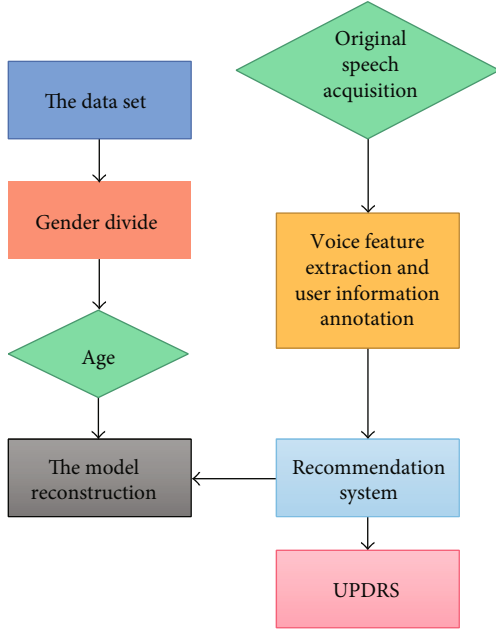 The data set
Gender divide
Age
The model
reconstruction
Original
speech
acquisition
Voice feature
extraction and
user information
annotation
Recommendation
system
UPDRS